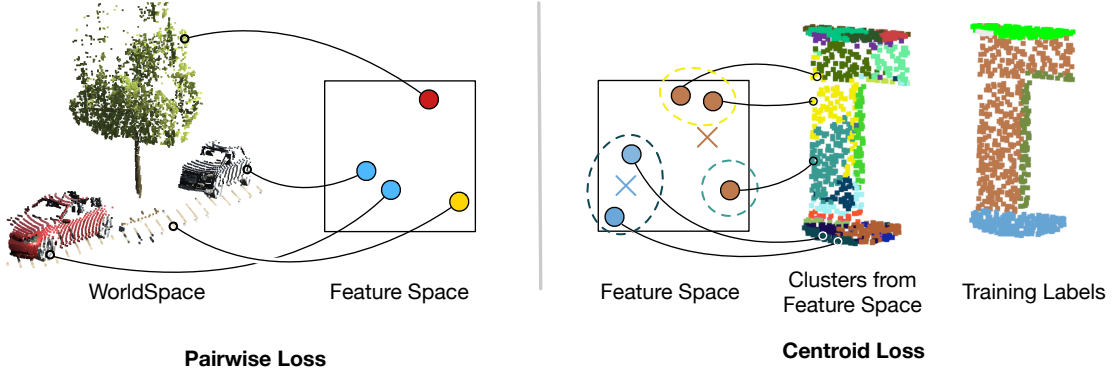 WorldSpace
Feature Space
Pairwise Loss
Feature Space
Clusters from
Feature Space
Training Labels
Centroid Loss